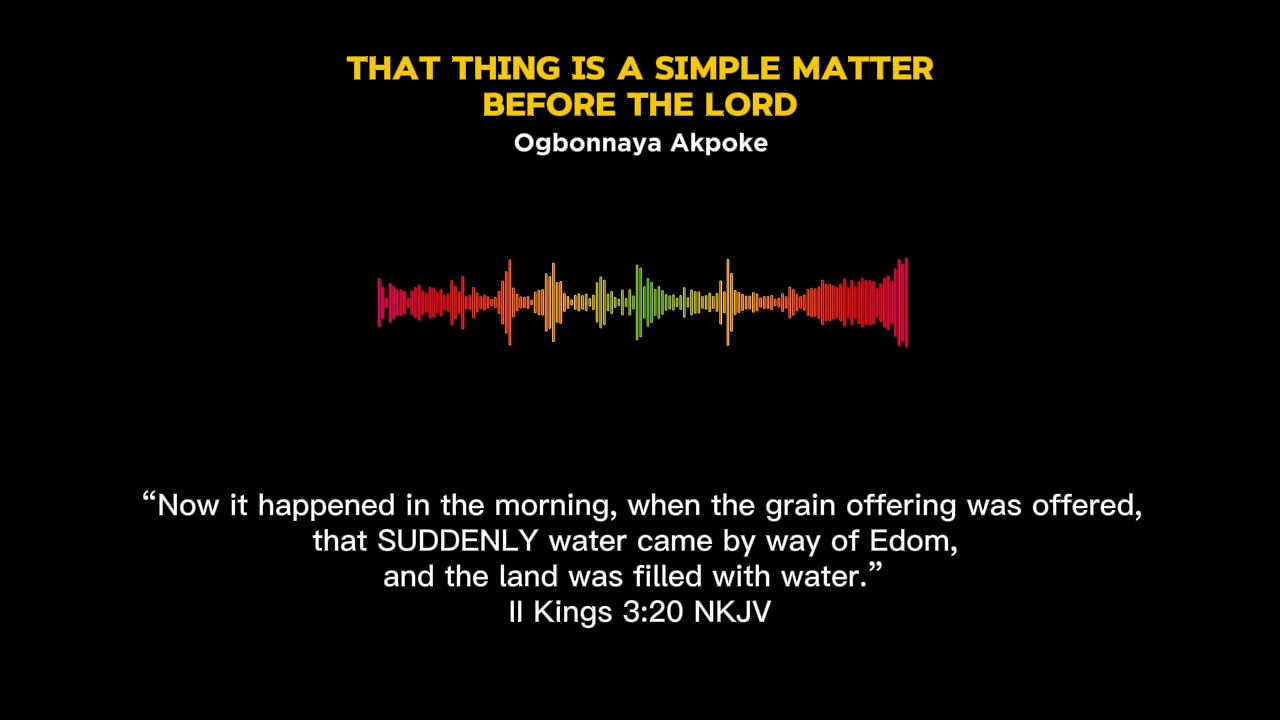 THAT THING IS A SIMPLE MATTER
BEFORE THE LORD
Ogbonnaya Akpoke
“Now it happened in the morning, when the grain offering was offered,
that SUDDENLY water came by way of Edom,
and the land was filled with water.”
II Kings 3:20 NKJV